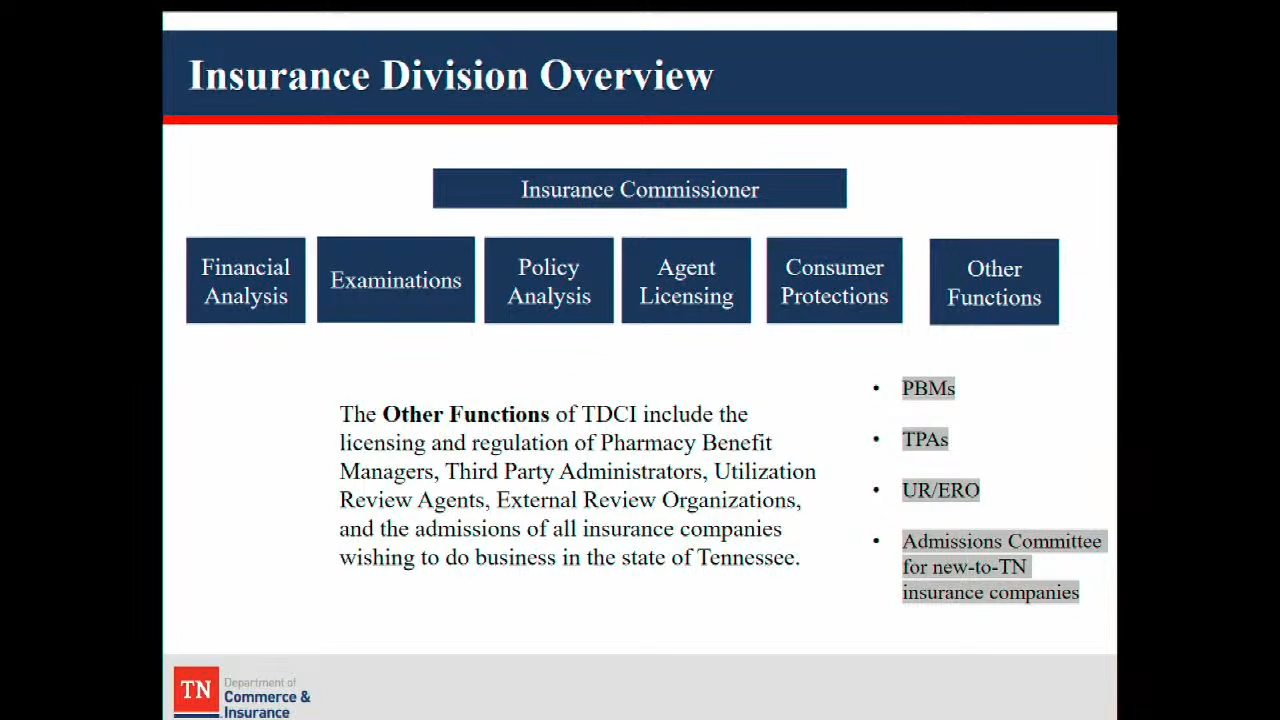 Insurance Division Overview
Insurance Commissioner
Financial
Analysis
Examinations
Policy
Analysis
Agent
Licensing
Consumer
Protections
Other
Functions
The Other Functions of TDCI include the
licensing and regulation of Pharmacy Benefit
Managers, Third Party Administrators, Utilization
Review Agents, External Review Organizations,
and the admissions of all insurance companies
wishing to do business in the state of Tennessee.
• PBMs
• TPAs
• UR/ERO
• Admissions Committee
for new-to-TN
insurance companies
TN
Department of
Commerce &
Insurance